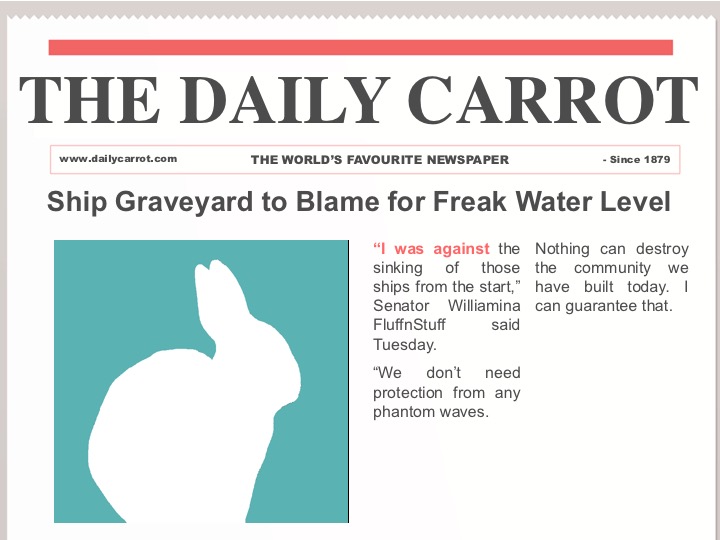 THE DAILY CARROT
www.dailycarrot.com
THE WORLD'S FAVOURITE NEWSPAPER
- Since 1879
Ship Graveyard to Blame for Freak Water Level
“I was against the
sinking of those
ships from the start,”
Senator Williamina
FluffnStuff said
Tuesday.
“We don’t need
protection from any
phantom waves.
Nothing can destroy
the community we
have built today. I
can guarantee that.